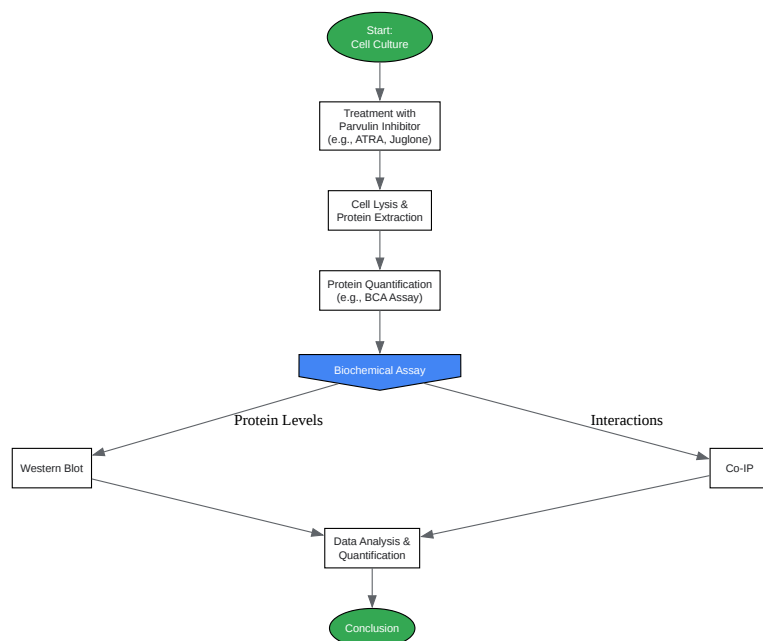 Start:
Cell Culture
Treatment with
Parvulin Inhibitor
(e.g., ATRA, Juglone)
Cell Lysis &
Protein Extraction
Protein Quantification
(e.g., BCA Assay)
Biochemical Assay
Protein Levels
Interactions
Western Blot
Co-IP
Data Analysis &
Quantification
Conclusion